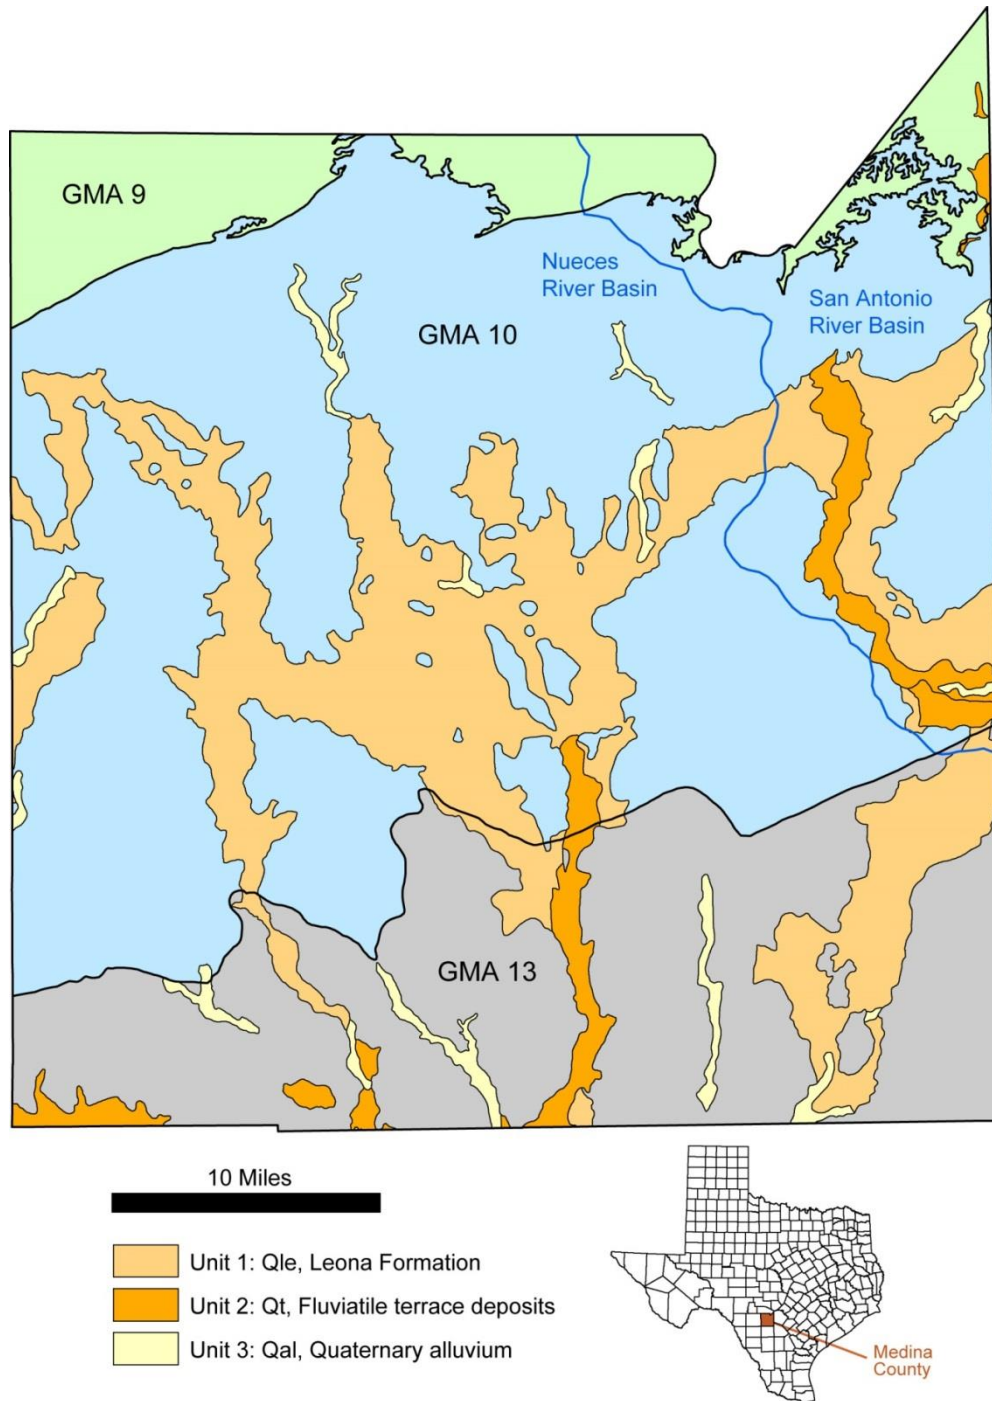 GMA 9
Nueces
River Basin
San Antonio
River Basin
GMA 10
GMA 13
10 Miles
Unit 1: Qle, Leona Formation
Unit 2: Qt, Fluviatile terrace deposits
Unit 3: Qal, Quaternary alluvium
Medina
County